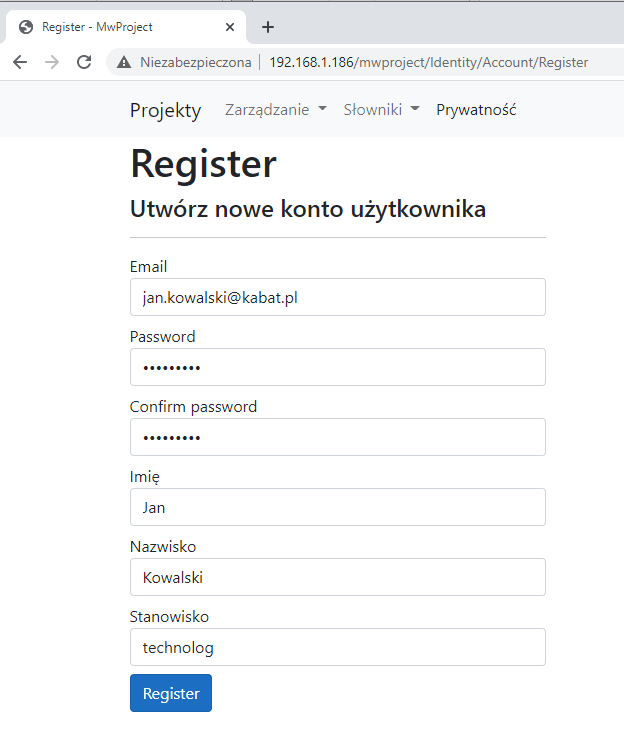 Register - MwProject
Niezabezpieczona 192.168.1.186/mwproject/Identity/Account/Register
Projekty Zarządzanie Słowniki Prywatność
Register
Utwórz nowe konto użytkownika
Email
jan.kowalski@kabat.pl
Password
•••••••••
Confirm password
•••••••••
Imię
Jan
Nazwisko
Kowalski
Stanowisko
technolog
Register